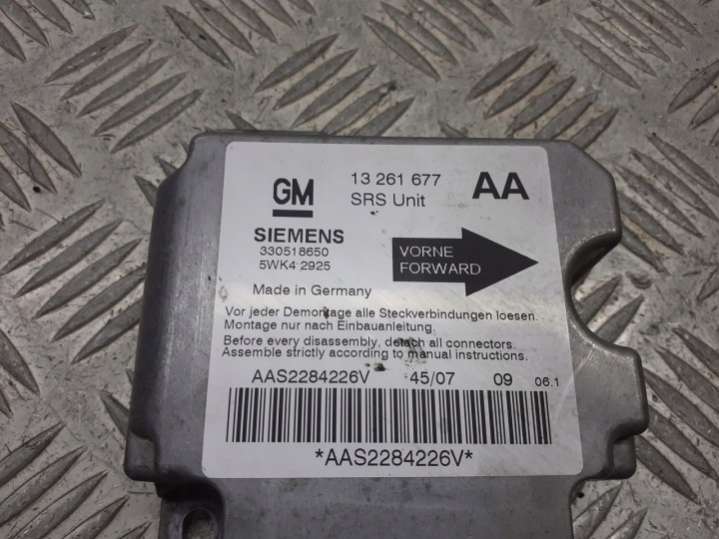 GM 13 261 677 AA
SRS Unit
SIEMENS
330518650
5WK4 2925
VORNE
FORWARD
Made in Germany
Vor jeder Demontage alle Steckverbindungen loesen.
Montage nur nach Einbauanleitung.
Before every disassembly, detach all connectors.
Assemble strictly according to manual instructions.
AAS2284226V 45/07 09 06.1
*AAS2284226V*